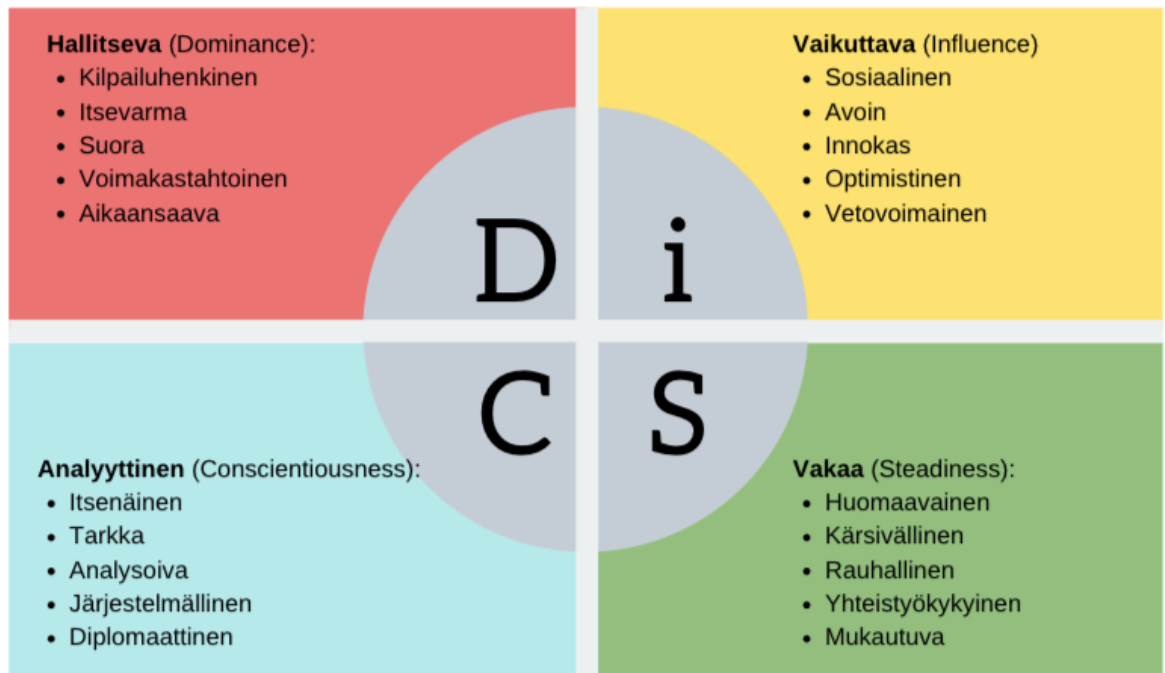 Hallitseva (Dominance):
• Kilpailuhenkinen
• Itsevarma
• Suora
• Voimakastahtoinen
• Aikaansaava
D
Vaikuttava (Influence)
• Sosiaalinen
• Avoin
• Innokas
• Optimistinen
• Vetovoimainen
i
Analyyttinen (Conscientiousness):
• Itsenäinen
• Tarkka
• Analysoiva
• Järjestelmällinen
• Diplomaattinen
C
Vakaa (Steadiness):
• Huomaavainen
• Kärsivällinen
• Rauhallinen
• Yhteistyökykyinen
• Mukautuva
S